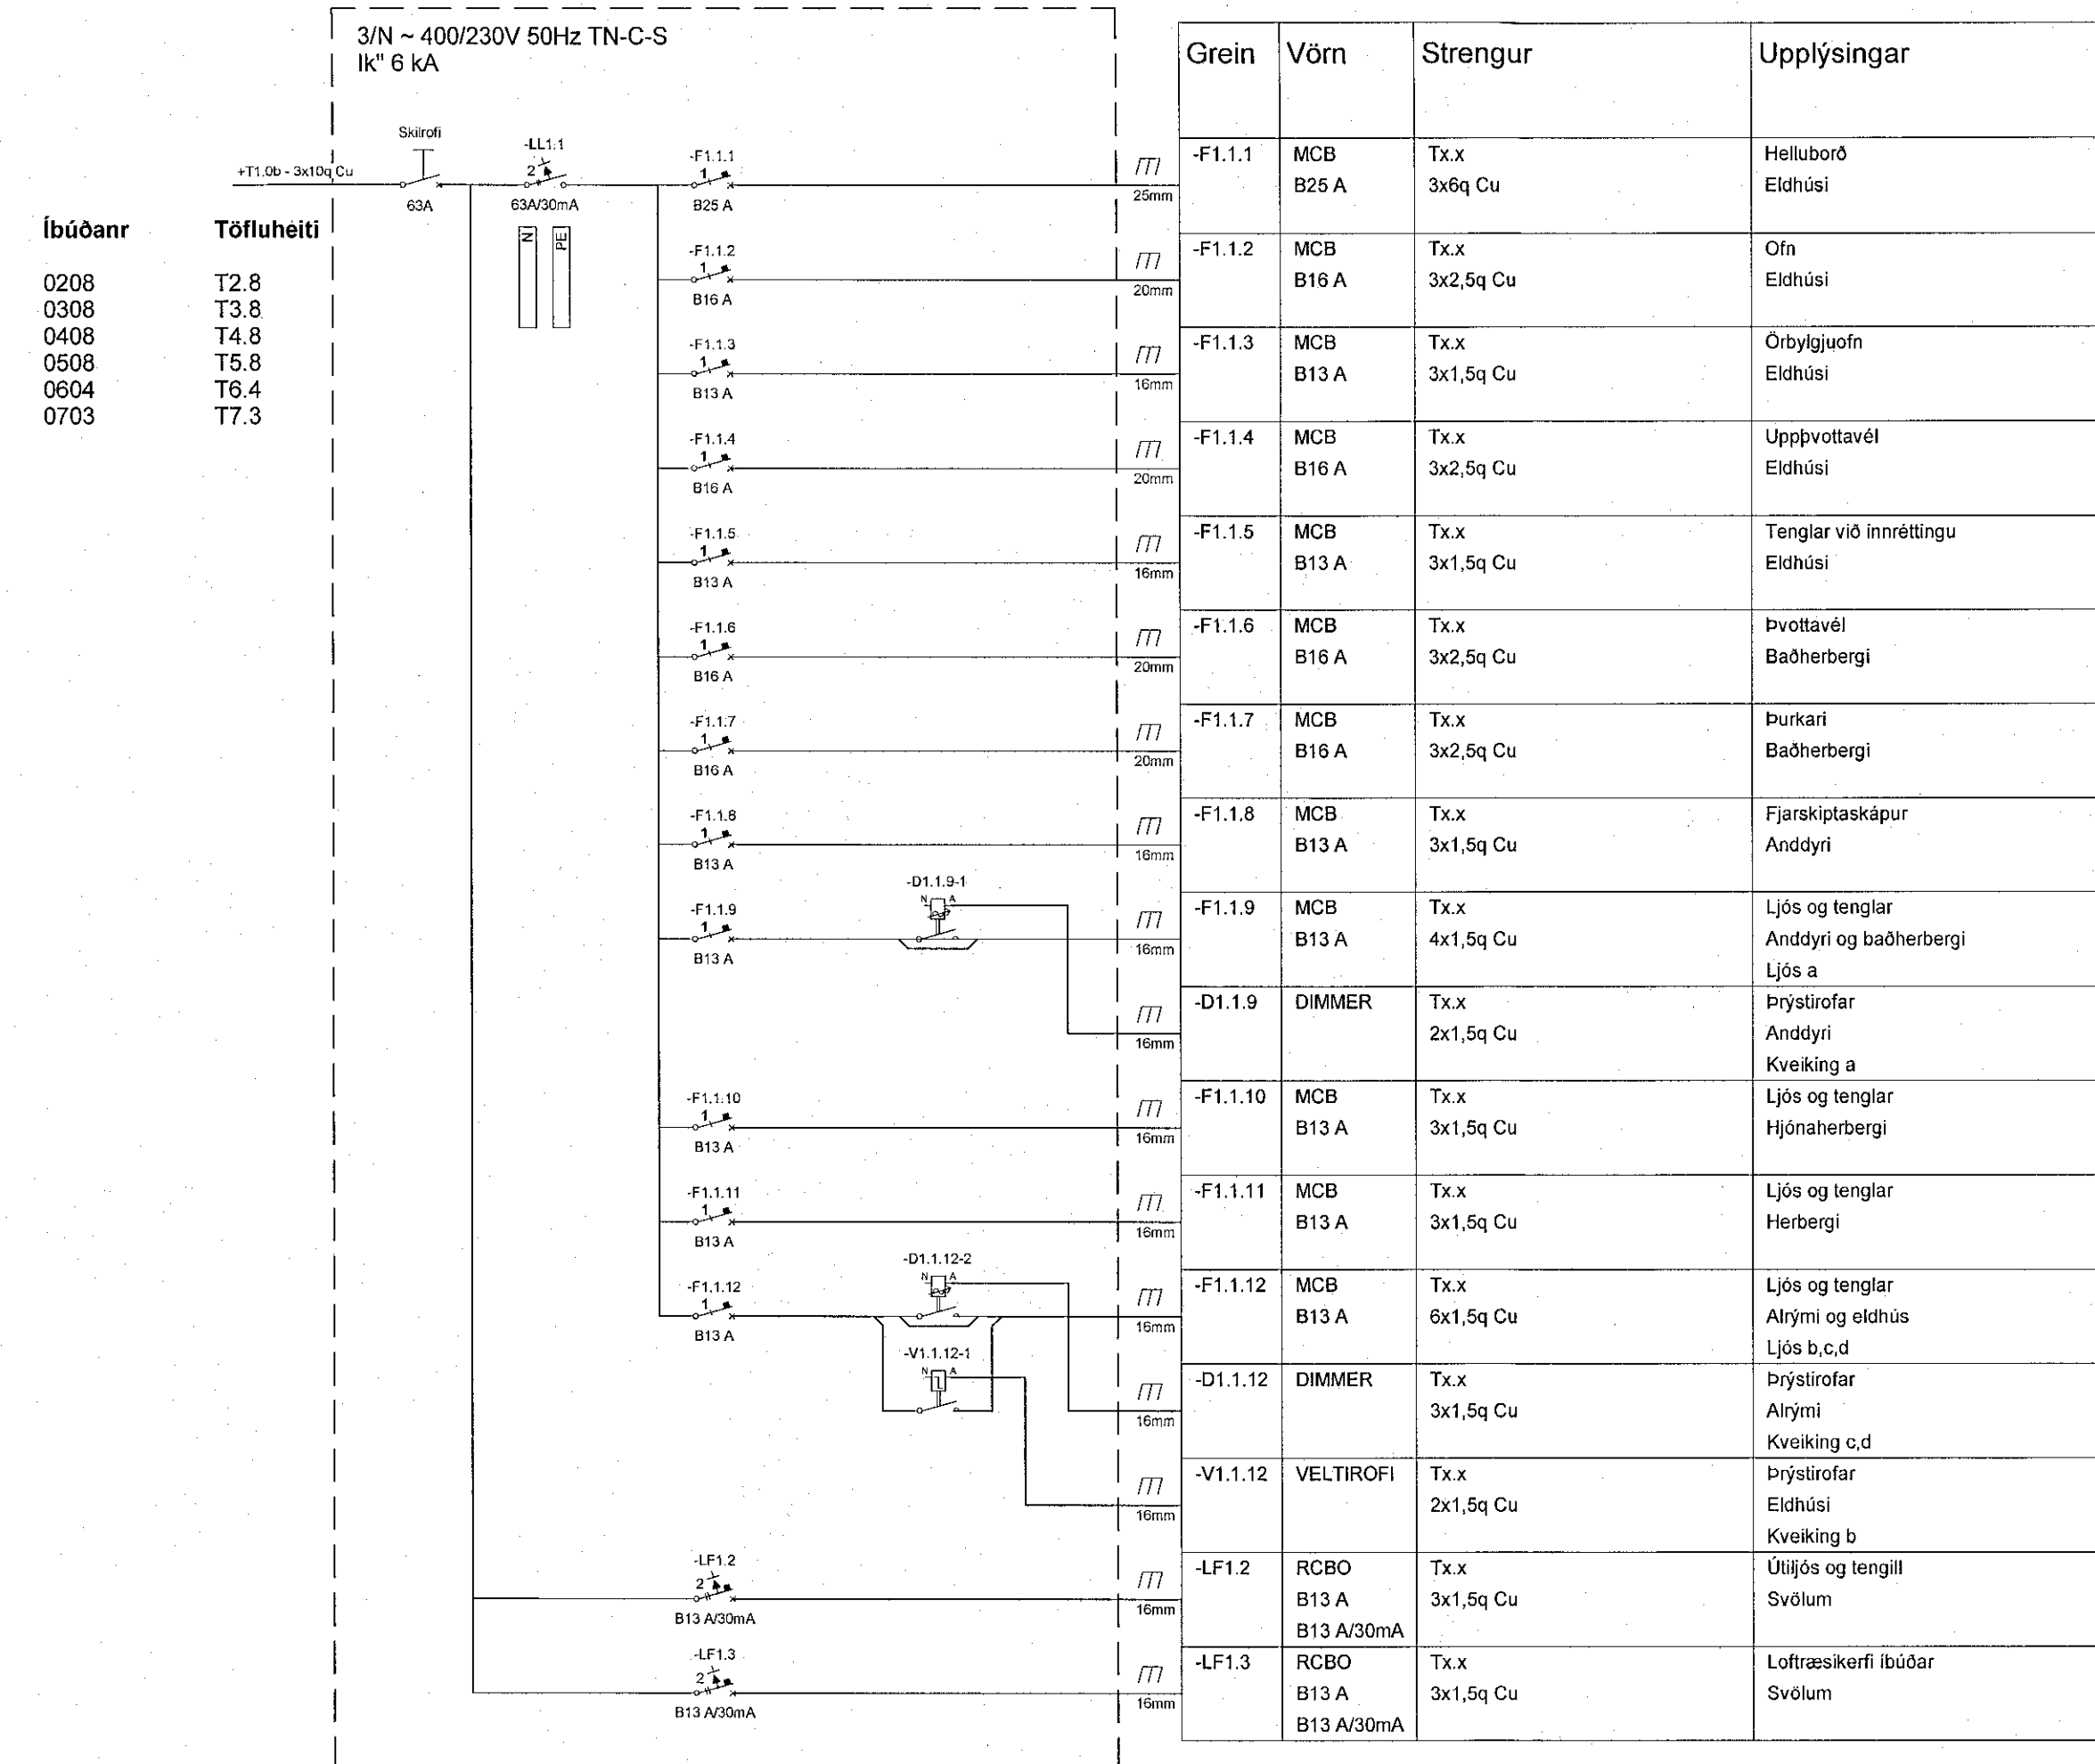 3/N ~ 400/230V 50Hz TN-C-S
Ik" 6 kA
Skilrofi
+T1.0b - 3x10q Cu
63A
-LL1.1
2
63A/30mA
N
PE
Íbúðanr Töfluheiti
0208 T2.8
0308 T3.8
0408 T4.8
0508 T5.8
0604 T6.4
0703 T7.3
-F1.1.1
1
B25 A
25mm
-F1.1.2
1
B16 A
20mm
-F1.1.3
1
B13 A
16mm
-F1.1.4
1
B16 A
20mm
-F1.1.5
1
B13 A
16mm
-F1.1.6
1
B16 A
20mm
-F1.1.7
1
B16 A
20mm
-F1.1.8
1
B13 A
16mm
-F1.1.9
1
B13 A
-D1.1.9-1
N A
16mm
16mm
-F1.1.10
1
B13 A
16mm
-F1.1.11
1
B13 A
16mm
-F1.1.12
1
B13 A
-D1.1.12-2
N A
16mm
-V1.1.12-1
N A
16mm
16mm
-LF1.2
2
B13 A/30mA
16mm
-LF1.3
2
B13 A/30mA
16mm
Grein Vörn Strengur Upplýsingar
-F1.1.1 MCB Tx.x Helluborð
B25 A 3x6q Cu Eldhúsi
-F1.1.2 MCB Tx.x Ofn
B16 A 3x2,5q Cu Eldhúsi
-F1.1.3 MCB Tx.x Örbylgjuofn
B13 A 3x1,5q Cu Eldhúsi
-F1.1.4 MCB Tx.x Uppþvottavél
B16 A 3x2,5q Cu Eldhúsi
-F1.1.5 MCB Tx.x Tenglar við innréttingu
B13 A 3x1,5q Cu Eldhúsi
-F1.1.6 MCB Tx.x Þvottavél
B16 A 3x2,5q Cu Baðherbergi
-F1.1.7 MCB Tx.x Þurkari
B16 A 3x2,5q Cu Baðherbergi
-F1.1.8 MCB Tx.x Fjarskiptaskápur
B13 A 3x1,5q Cu Anddyri
-F1.1.9 MCB Tx.x Ljós og tenglar
B13 A 4x1,5q Cu Anddyri og baðherbergi
Ljós a
-D1.1.9 DIMMER Tx.x Þrýstirofar
2x1,5q Cu Anddyri
Kveiking a
-F1.1.10 MCB Tx.x Ljós og tenglar
B13 A 3x1,5q Cu Hjónaherbergi
-F1.1.11 MCB Tx.x Ljós og tenglar
B13 A 3x1,5q Cu Herbergi
-F1.1.12 MCB Tx.x Ljós og tenglar
B13 A 6x1,5q Cu Alrými og eldhús
Ljós b,c,d
-D1.1.12 DIMMER Tx.x Þrýstirofar
3x1,5q Cu Alrými
Kveiking c,d
-V1.1.12 VELTIROFI Tx.x Þrýstirofar
2x1,5q Cu Eldhúsi
Kveiking b
-LF1.2 RCBO Tx.x Útiljós og tengill
B13 A 3x1,5q Cu Svölum
B13 A/30mA
-LF1.3 RCBO Tx.x Loftræsikerfi íbúðar
B13 A 3x1,5q Cu Svölum
B13 A/30mA